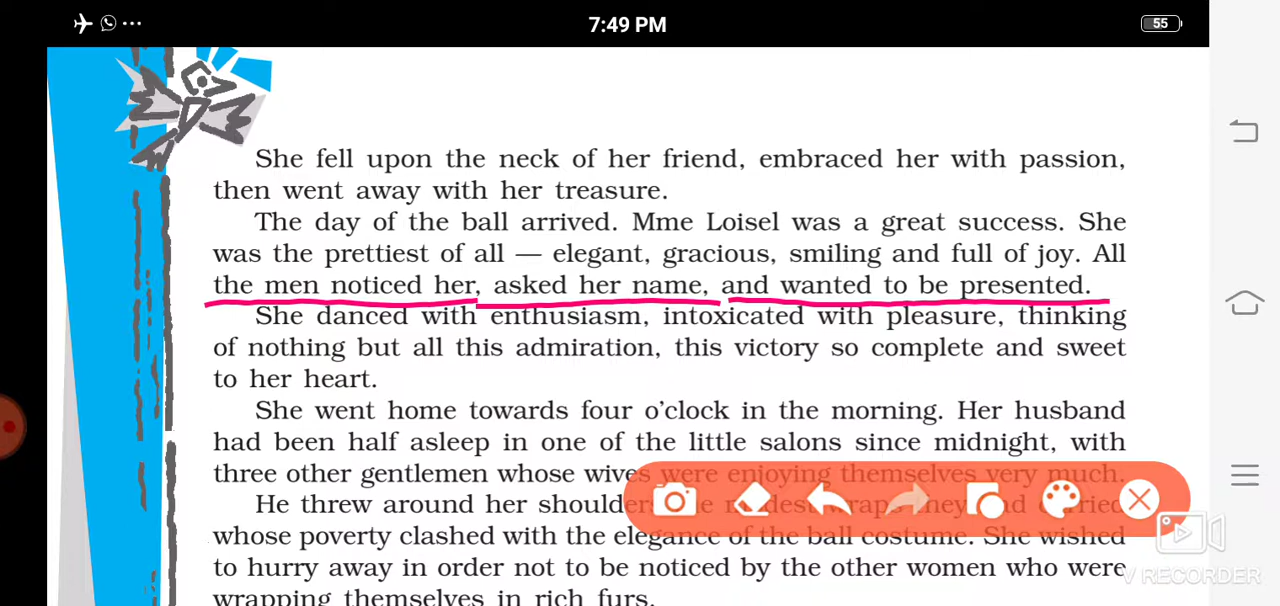 7:49 PM
55
She fell upon the neck of her friend, embraced her with passion,
then went away with her treasure.
The day of the ball arrived. Mme Loisel was a great success. She
was the prettiest of all — elegant, gracious, smiling and full of joy. All
the men noticed her, asked her name, and wanted to be presented.
She danced with enthusiasm, intoxicated with pleasure, thinking
of nothing but all this admiration, this victory so complete and sweet
to her heart.
She went home towards four o’clock in the morning. Her husband
had been half asleep in one of the little salons since midnight, with
three other gentlemen whose wives were enjoying themselves very much.
He threw around her shoulders the modest wraps they had carried
whose poverty clashed with the elegance of the ball costume. She wished
to hurry away in order not to be noticed by the other women who were
wrapping themselves in rich furs.
V RECORDER